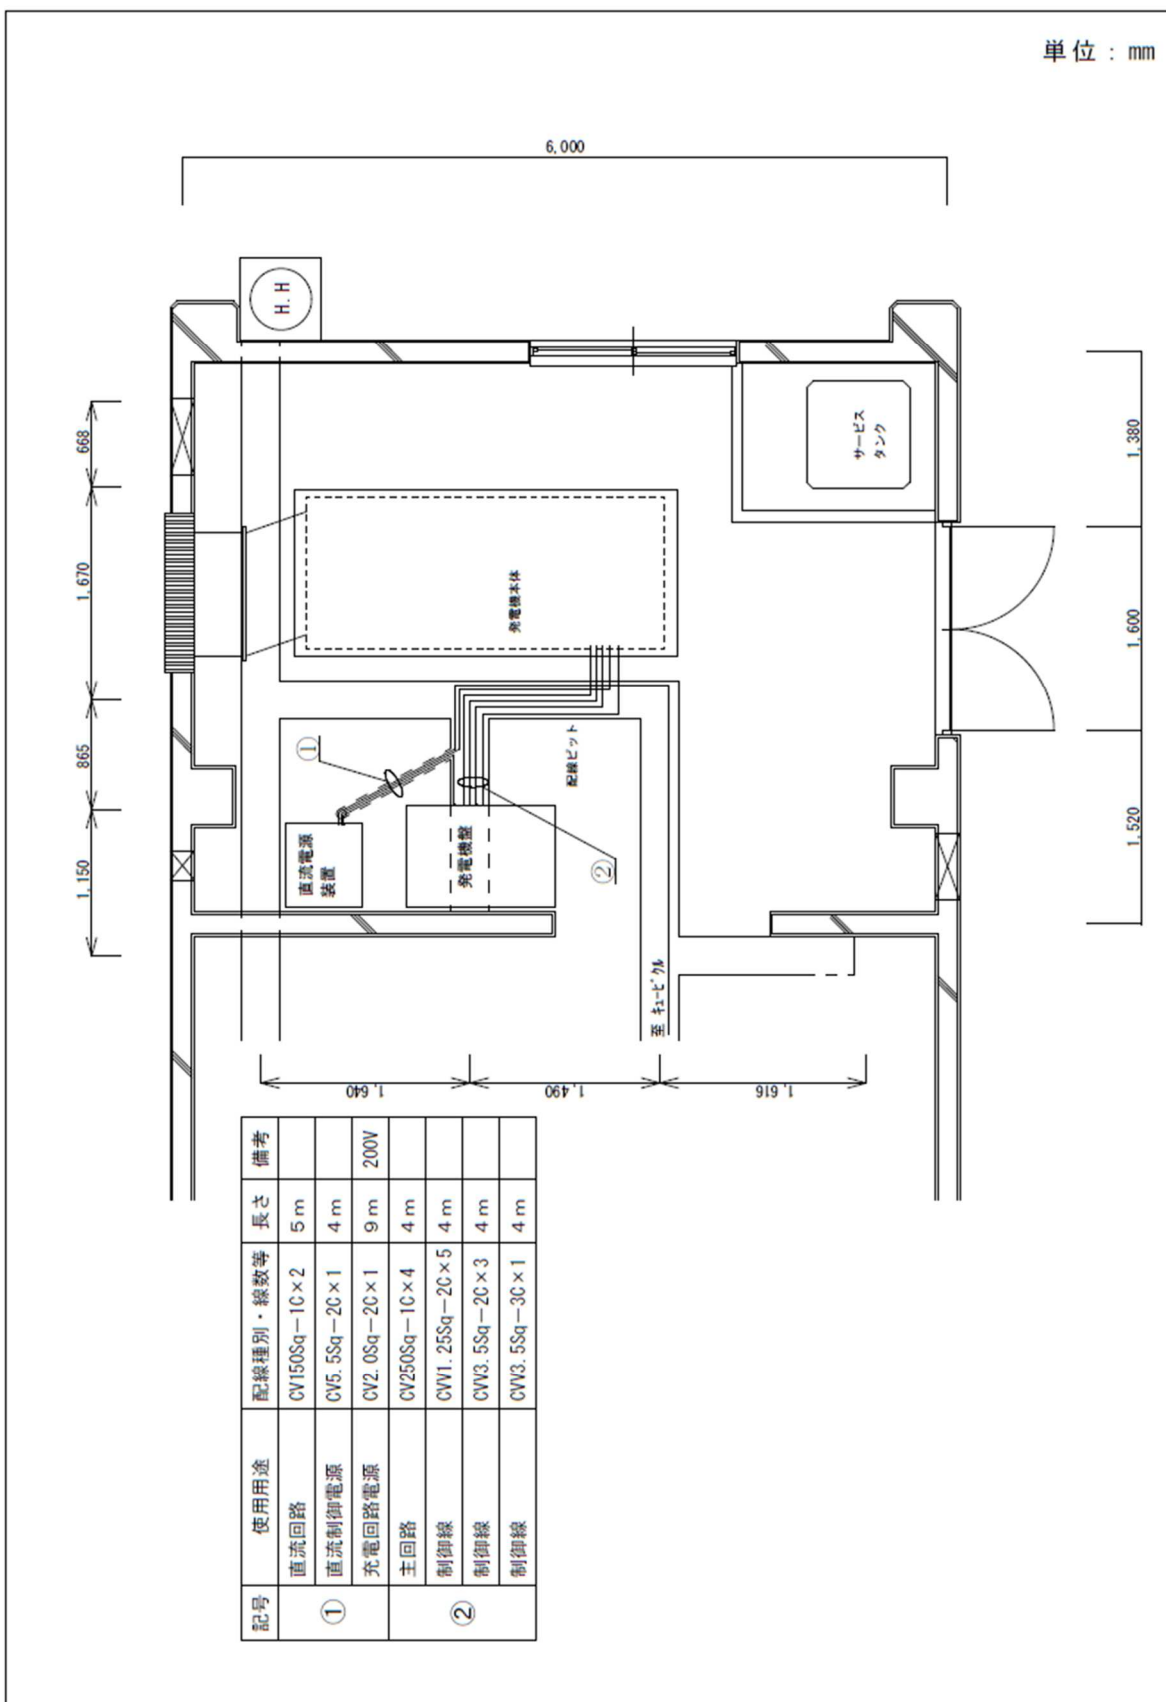 単位：mm
6,000
H.H
668
1,670
865
1,150
1,380
1,600
1,520
サービス
タンク
発電機本体
①
直流電源
装置
発電機盤
配線ピット
②
至 ｷｭｰﾋﾞｸﾙ
1,640
1,490
1,616
記号 使用用途 配線種別・線数等 長さ 備考
① 直流回路 CV150Sq－1C×2 5m
直流制御電源 CV5.5Sq－2C×1 4m
充電回路電源 CV2.0Sq－2C×1 9m 200V
② 主回路 CV250Sq－1C×4 4m
制御線 CVV1.25Sq－2C×5 4m
制御線 CVV3.5Sq－2C×3 4m
制御線 CVV3.5Sq－3C×1 4m